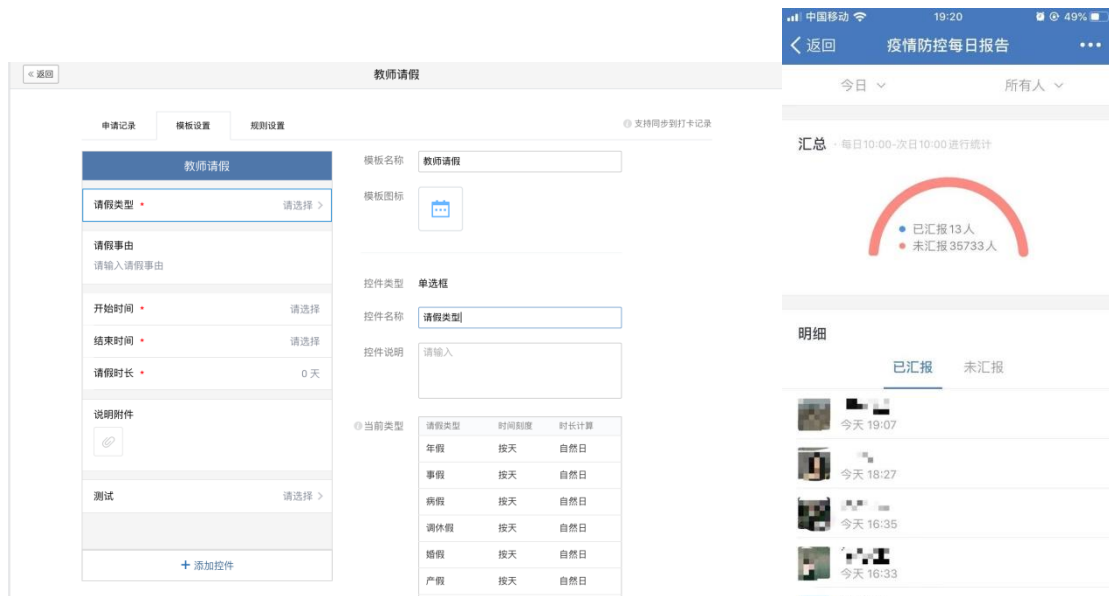 « 返回
教师请假
申请记录 模板设置 规则设置
支持同步到打卡记录
教师请假
请假类型 • 请选择 >
请假事由
请输入请假事由
开始时间 • 请选择
结束时间 • 请选择
请假时长 • 0 天
说明附件
测试 请选择 >
+ 添加控件
模板名称 教师请假
模板图标
控件类型 单选框
控件名称 请假类型
控件说明 请输入
当前类型 请假类型 时间刻度 时长计算
年假 按天 自然日
事假 按天 自然日
病假 按天 自然日
调休假 按天 自然日
婚假 按天 自然日
产假 按天 自然日
中国移动 19:20 49%
返回 疫情防控每日报告 •••
今日 所有人
汇总 · 每日10:00-次日10:00进行统计
已汇报13人
未汇报35733人
明细
已汇报 未汇报
今天 19:07
今天 18:27
今天 16:35
今天 16:33